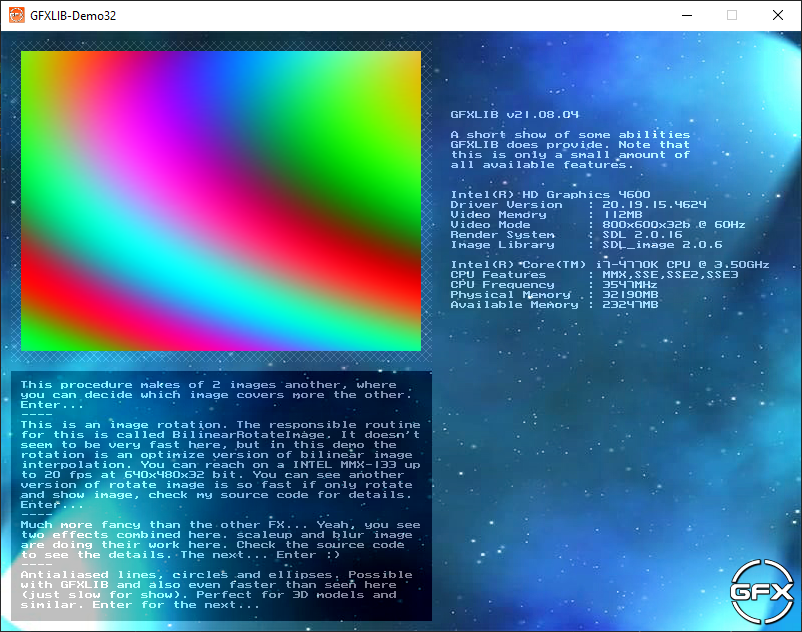 GFXLIB-Demo32
GFXLIB v21.08.04
A short show of some abilities
GFXLIB does provide. Note that
this is only a small amount of
all available features.
Intel(R) HD Graphics 4600
Driver Version : 20.19.15.4624
Video Memory : 112MB
Video Mode : 800x600x32b @ 60Hz
Render System : SDL 2.0.16
Image Library : SDL_image 2.0.6
Intel(R) Core(TM) i7-4770K CPU @ 3.50GHz
CPU Features : MMX,SSE,SSE2,SSE3
CPU Frequency : 3547MHz
Physical Memory : 32190MB
Available Memory : 23247MB
This procedure makes of 2 images another, where
you can decide which image covers more the other.
Enter...
----
This is an image rotation. The responsible routine
for this is called BilinearRotateImage. It doesn't
seem to be very fast here, but in this demo the
rotation is an optimize version of bilinear image
interpolation. You can reach on a INTEL MMX-133 up
to 20 fps at 640x480x32 bit. You can see another
version of rotate image is so fast if only rotate
and show image, check my source code for details.
Enter...
----
Much more fancy than the other FX... Yeah, you see
two effects combined here. scaleup and blur image
are doing their work here. Check the source code
to see the details. The next... Enter :)
----
Antialiased lines, circles and ellipses. Possible
with GFXLIB and also even faster than seen here
(just slow for show). Perfect for 3D models and
similar. Enter for the next...
GFX